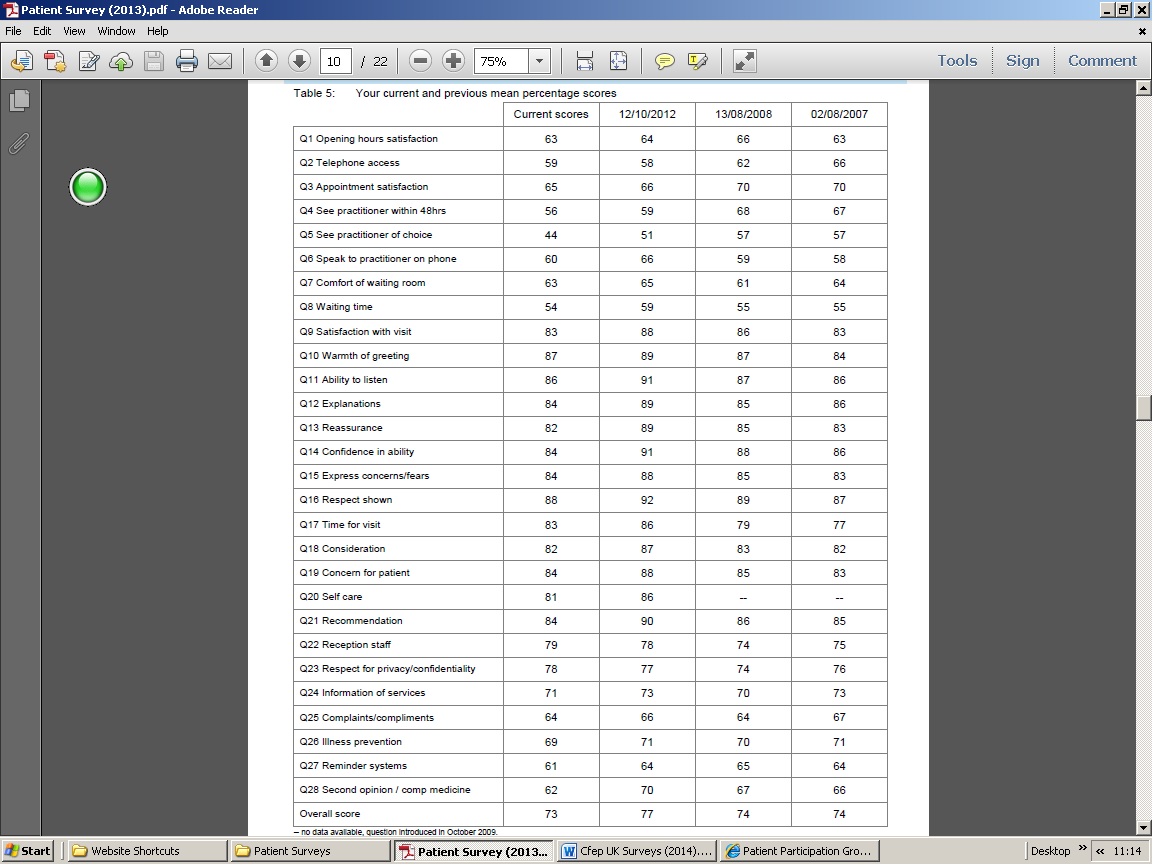 Patient Survey (2013).pdf - Adobe Reader
File Edit View Window Help
10 / 22 75% Tools Sign Comment
Table 5: Your current and previous mean percentage scores
Current scores 12/10/2012 13/08/2008 02/08/2007
Q1 Opening hours satisfaction 63 64 66 63
Q2 Telephone access 59 58 62 66
Q3 Appointment satisfaction 65 66 70 70
Q4 See practitioner within 48hrs 56 59 68 67
Q5 See practitioner of choice 44 51 57 57
Q6 Speak to practitioner on phone 60 66 59 58
Q7 Comfort of waiting room 63 65 61 64
Q8 Waiting time 54 59 55 55
Q9 Satisfaction with visit 83 88 86 83
Q10 Warmth of greeting 87 89 87 84
Q11 Ability to listen 86 91 87 86
Q12 Explanations 84 89 85 86
Q13 Reassurance 82 89 85 83
Q14 Confidence in ability 84 91 88 86
Q15 Express concerns/fears 84 88 85 83
Q16 Respect shown 88 92 89 87
Q17 Time for visit 83 86 79 77
Q18 Consideration 82 87 83 82
Q19 Concern for patient 84 88 85 83
Q20 Self care 81 86 -- --
Q21 Recommendation 84 90 86 85
Q22 Reception staff 79 78 74 75
Q23 Respect for privacy/confidentiality 78 77 74 76
Q24 Information of services 71 73 70 73
Q25 Complaints/compliments 64 66 64 67
Q26 Illness prevention 69 71 70 71
Q27 Reminder systems 61 64 65 64
Q28 Second opinion / comp medicine 62 70 67 66
Overall score 73 77 74 74
-- no data available, question introduced in October 2009.
Start Website Shortcuts Patient Surveys Patient Survey (2013... Cfep UK Surveys (2014).... Patient Participation Gro... Desktop » « 11:14